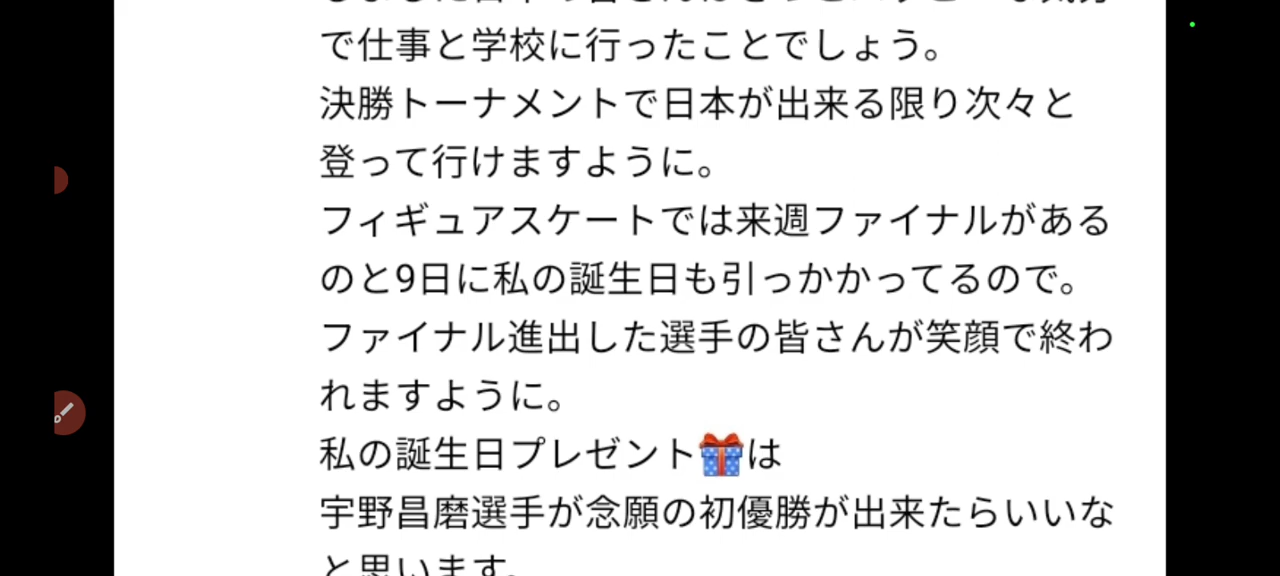 で仕事と学校に行ったことでしょう。
決勝トーナメントで日本が出来る限り次々と
登って行けますように。
フィギュアスケートでは来週ファイナルがある
のと9日に私の誕生日も引っかかってるので。
ファイナル進出した選手の皆さんが笑顔で終わ
れますように。
私の誕生日プレゼント🎁は
宇野昌磨選手が念願の初優勝が出来たらいいな
と思います。